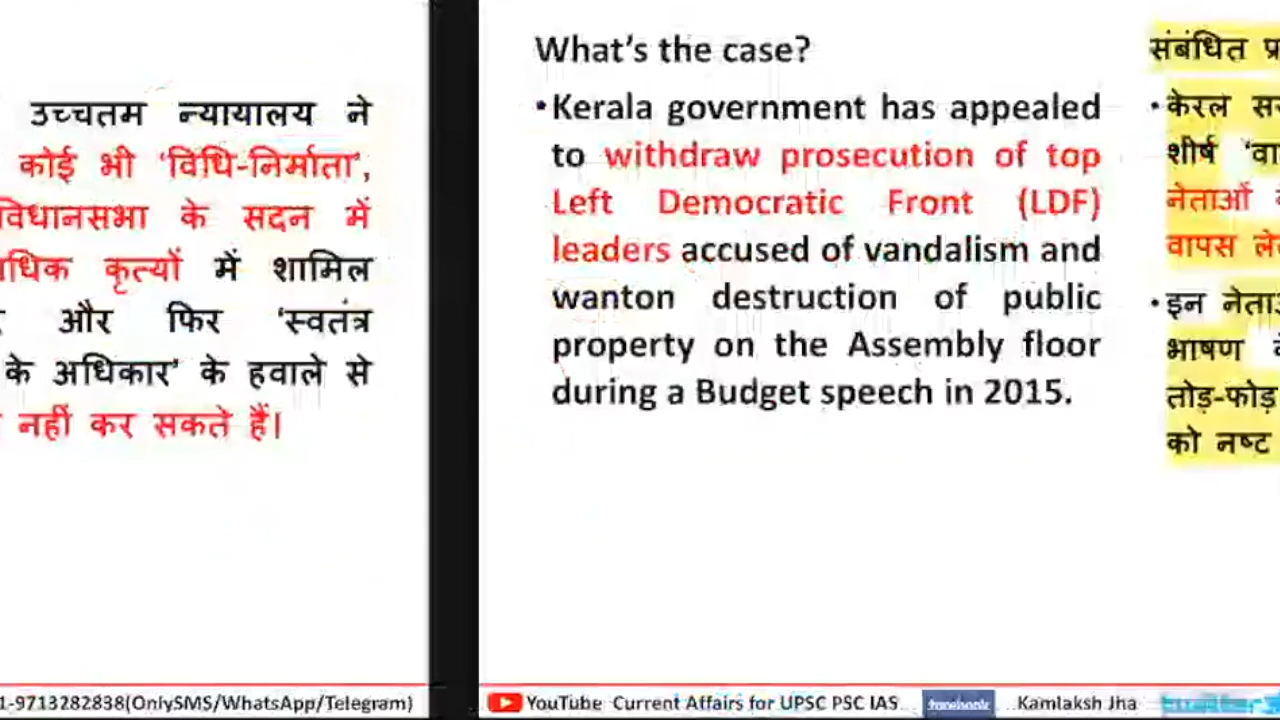 उच्चतम न्यायालय ने
कोई भी 'विधि-निर्माता',
विधानसभा के सदन में
कृत्यों में शामिल
और फिर 'स्वतंत्र
के अधिकार' के हवाले से
नहीं कर सकते हैं।
1-9713282838(OnlySMS/WhatsApp/Telegram)
What's the case?
•Kerala government has appealed
to withdraw prosecution of top
Left Democratic Front (LDF)
leaders accused of vandalism and
wanton destruction of public
property on the Assembly floor
during a Budget speech in 2015.
YouTube Current Affairs for UPSC PSC IAS facebook Kamlaksh Jha
संबंधित
•केरल
शीर्ष
नेताओं
वापस
•इन
भाषण
तोड़-फोड़
को नष्ट